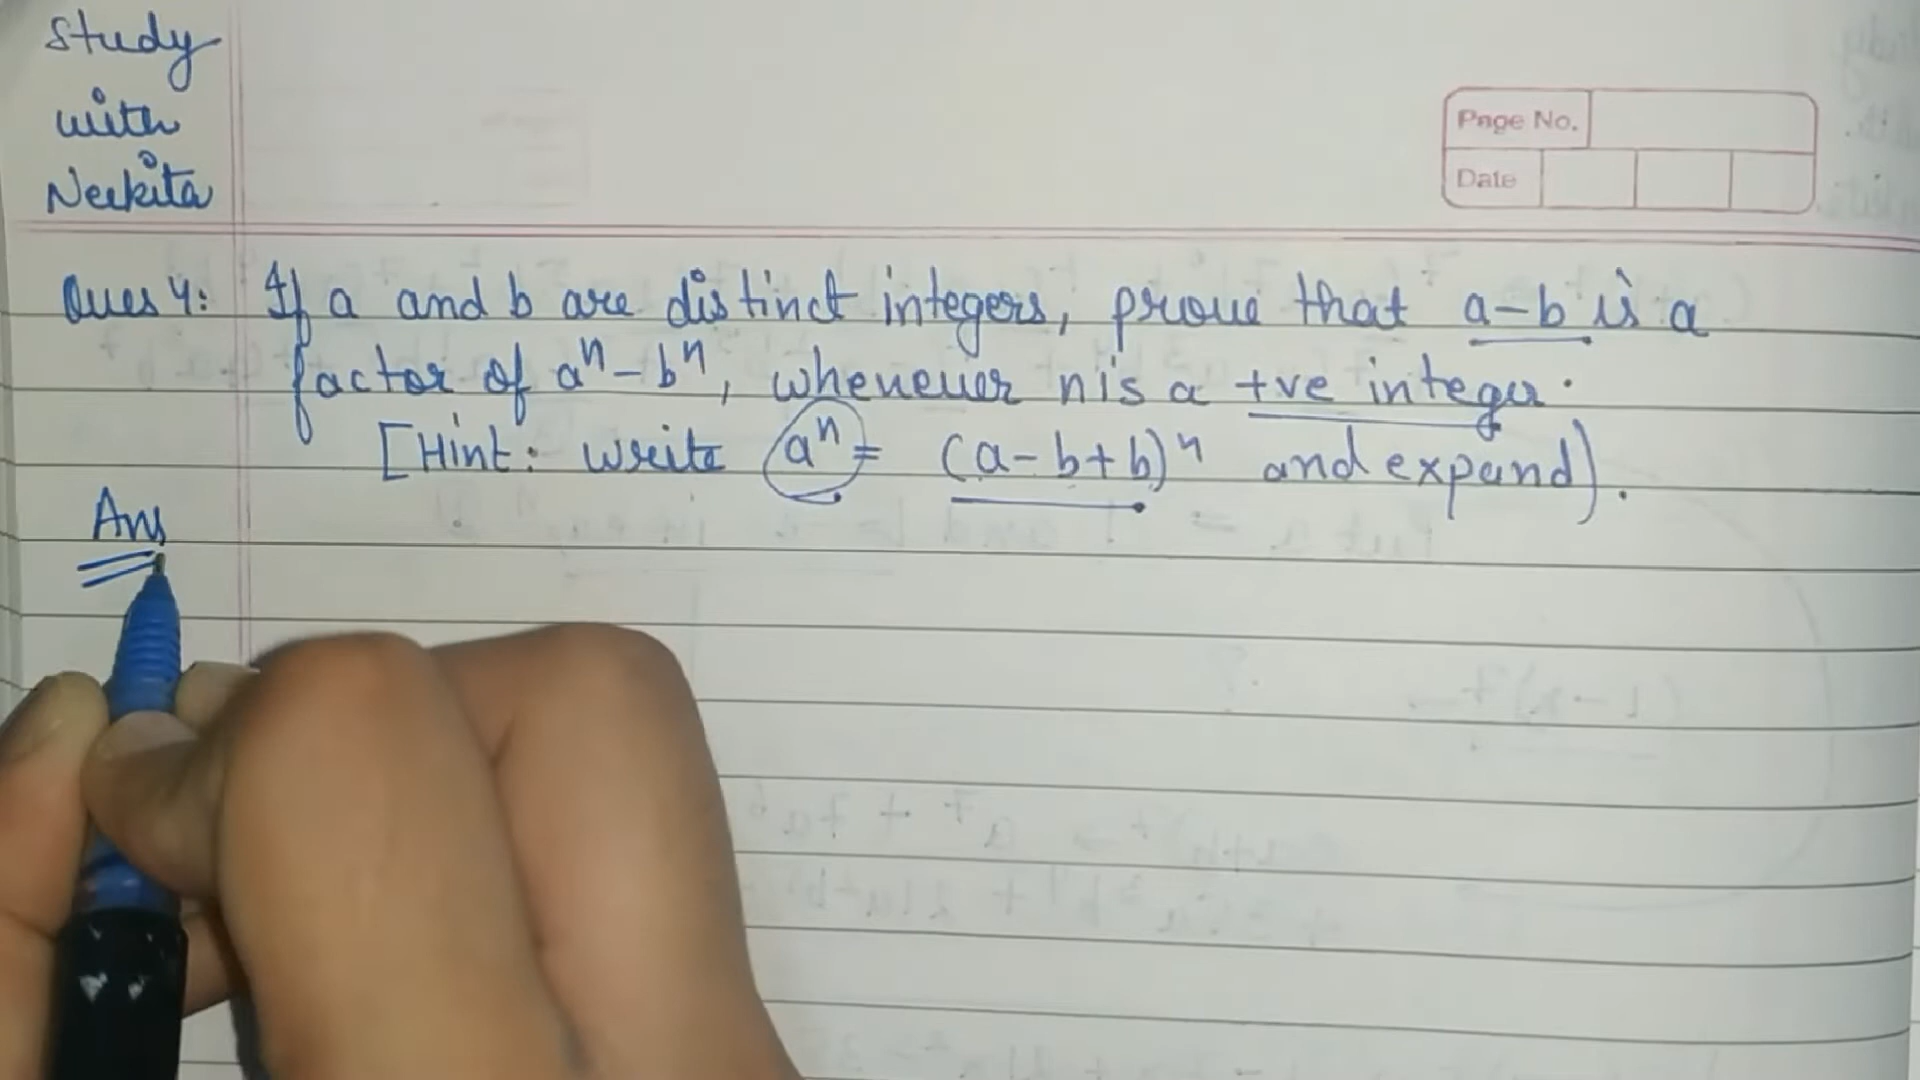 Study
with
Neekita
Page No.
Date
Ques 4: If a and b are distinct integers, prove that a-b is a
factor of aⁿ-bⁿ, whenever n is a +ve integer.
[Hint: write aⁿ = (a-b+b)ⁿ and expand).
Ans